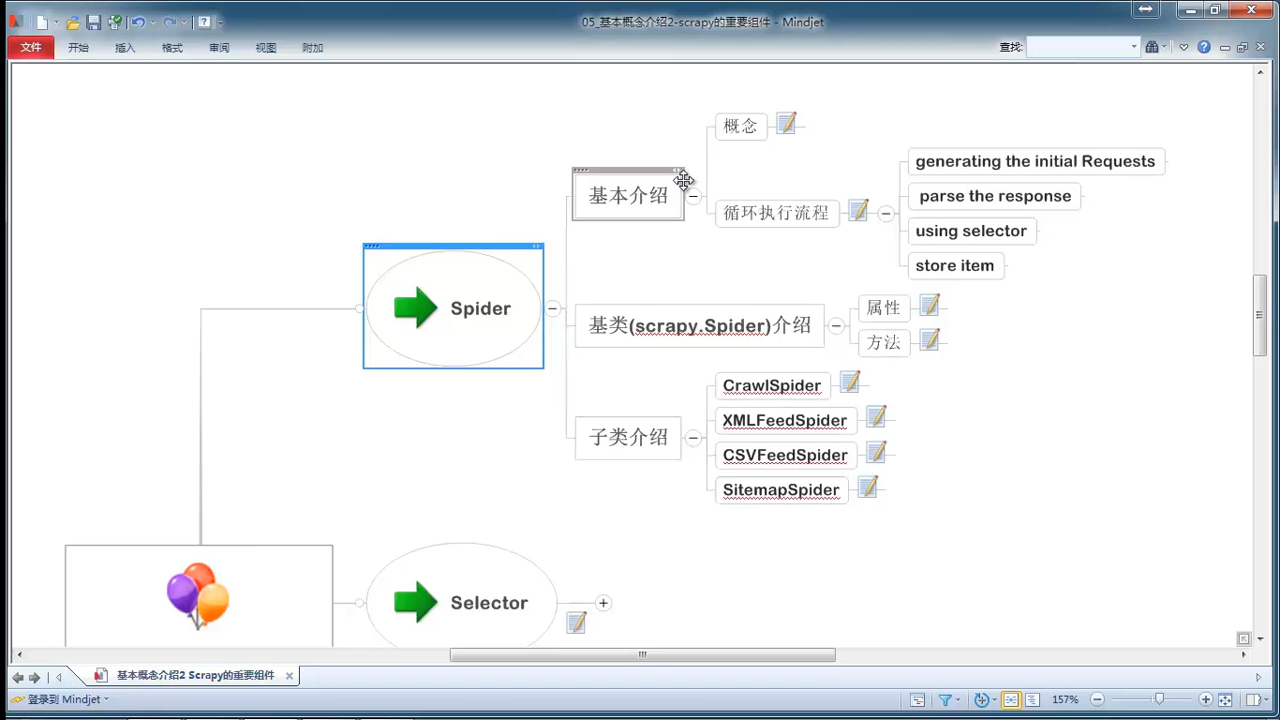 05_基本概念介绍2-scrapy的重要组件 - Mindjet
文件 开始 插入 格式 审阅 视图 附加 查找:
概念
基本介绍
循环执行流程
generating the initial Requests
parse the response
using selector
store item
Spider
基类(scrapy.Spider)介绍
属性
方法
子类介绍
CrawlSpider
XMLFeedSpider
CSVFeedSpider
SitemapSpider
Selector
基本概念介绍2 Scrapy的重要组件
登录到 Mindjet
157%